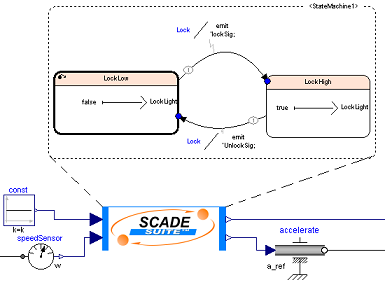 <StateMachine1>
Lock
emit
'lockSig;
1
LockLow
false
LockLight
LockHigh
true
LockLight
1
Lock
emit
'UnlockSig;
const
k=k
speedSensor
w
SCADE
SUITE™
accelerate
a_ref